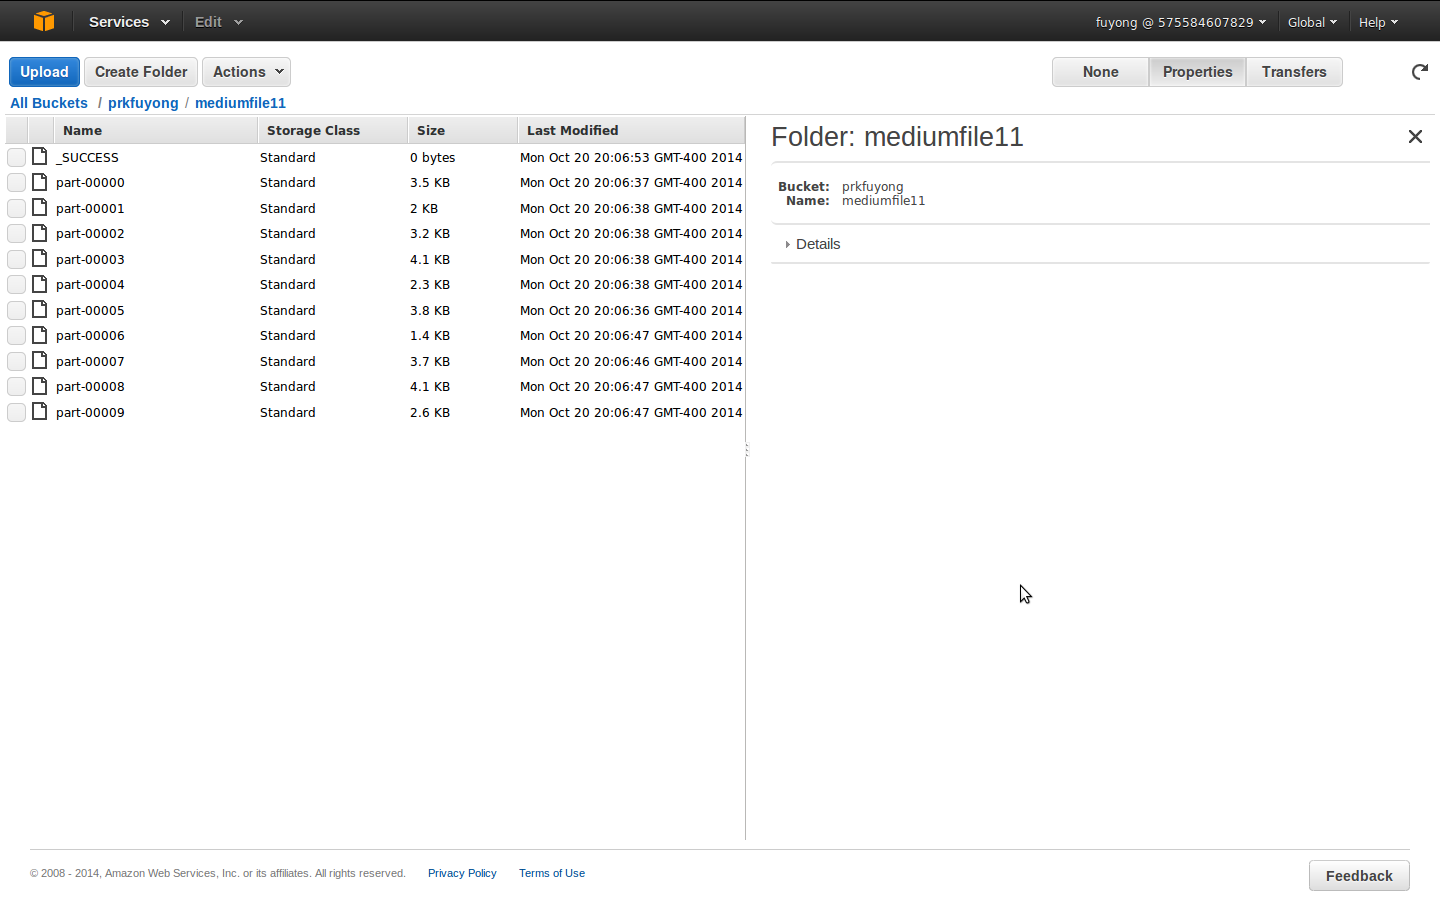 Services Edit fuyong @ 575584607829 Global Help
Upload Create Folder Actions None Properties Transfers
All Buckets / prkfuyong / mediumfile11
Name Storage Class Size Last Modified
_SUCCESS Standard 0 bytes Mon Oct 20 20:06:53 GMT-400 2014
part-00000 Standard 3.5 KB Mon Oct 20 20:06:37 GMT-400 2014
part-00001 Standard 2 KB Mon Oct 20 20:06:38 GMT-400 2014
part-00002 Standard 3.2 KB Mon Oct 20 20:06:38 GMT-400 2014
part-00003 Standard 4.1 KB Mon Oct 20 20:06:38 GMT-400 2014
part-00004 Standard 2.3 KB Mon Oct 20 20:06:38 GMT-400 2014
part-00005 Standard 3.8 KB Mon Oct 20 20:06:36 GMT-400 2014
part-00006 Standard 1.4 KB Mon Oct 20 20:06:47 GMT-400 2014
part-00007 Standard 3.7 KB Mon Oct 20 20:06:46 GMT-400 2014
part-00008 Standard 4.1 KB Mon Oct 20 20:06:47 GMT-400 2014
part-00009 Standard 2.6 KB Mon Oct 20 20:06:47 GMT-400 2014
Folder: mediumfile11
Bucket: prkfuyong
Name: mediumfile11
Details
© 2008 - 2014, Amazon Web Services, Inc. or its affiliates. All rights reserved. Privacy Policy Terms of Use Feedback